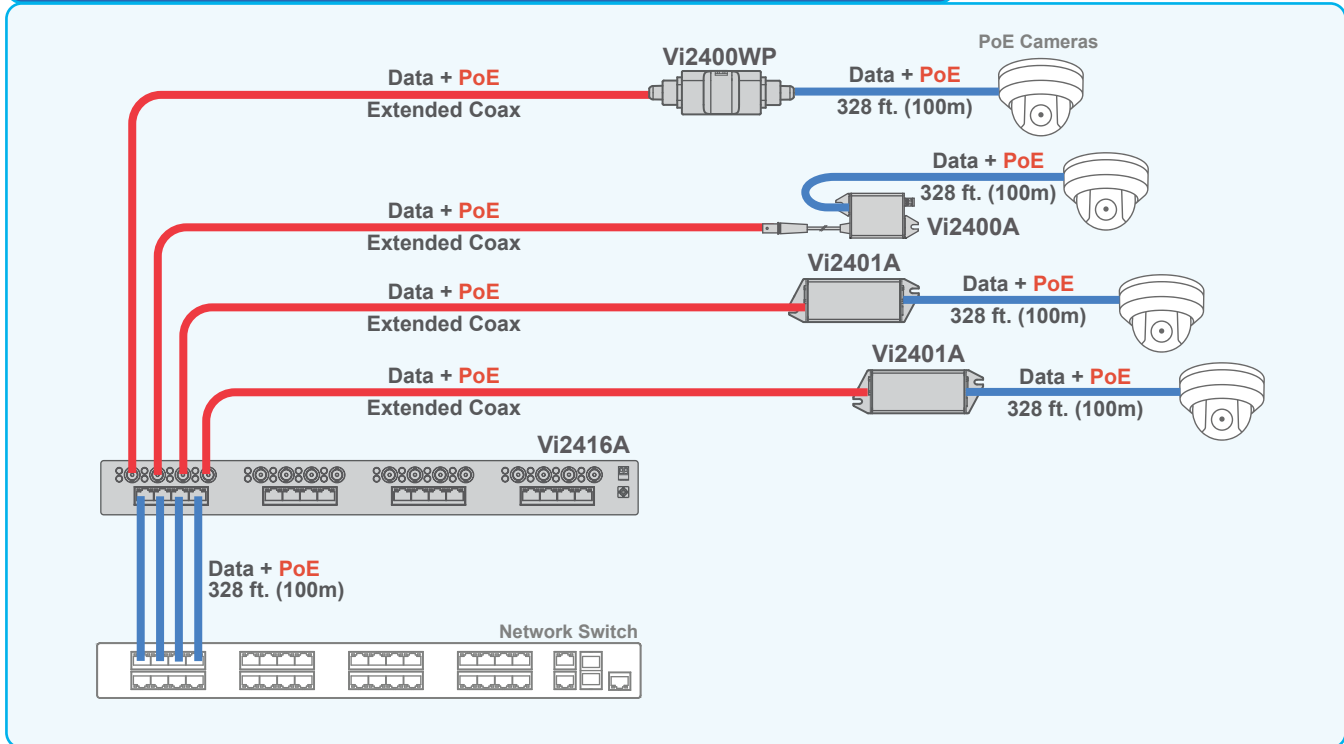 PoE Cameras
Vi2400WP
Data + PoE
Extended Coax
Data + PoE
328 ft. (100m)
Data + PoE
328 ft. (100m)
Vi2400A
Data + PoE
Extended Coax
Vi2401A
Data + PoE
Extended Coax
Data + PoE
328 ft. (100m)
Vi2401A
Data + PoE
Extended Coax
Data + PoE
328 ft. (100m)
Vi2416A
Data + PoE
328 ft. (100m)
Network Switch